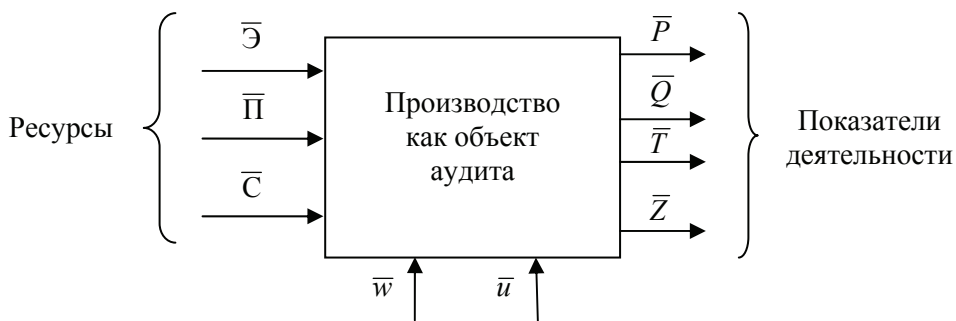 Ресурсы
Э̅
П̅
С̅
Производство
как объект
аудита
P̅
Q̅
T̅
Z̅
Показатели
деятельности
w̅
u̅